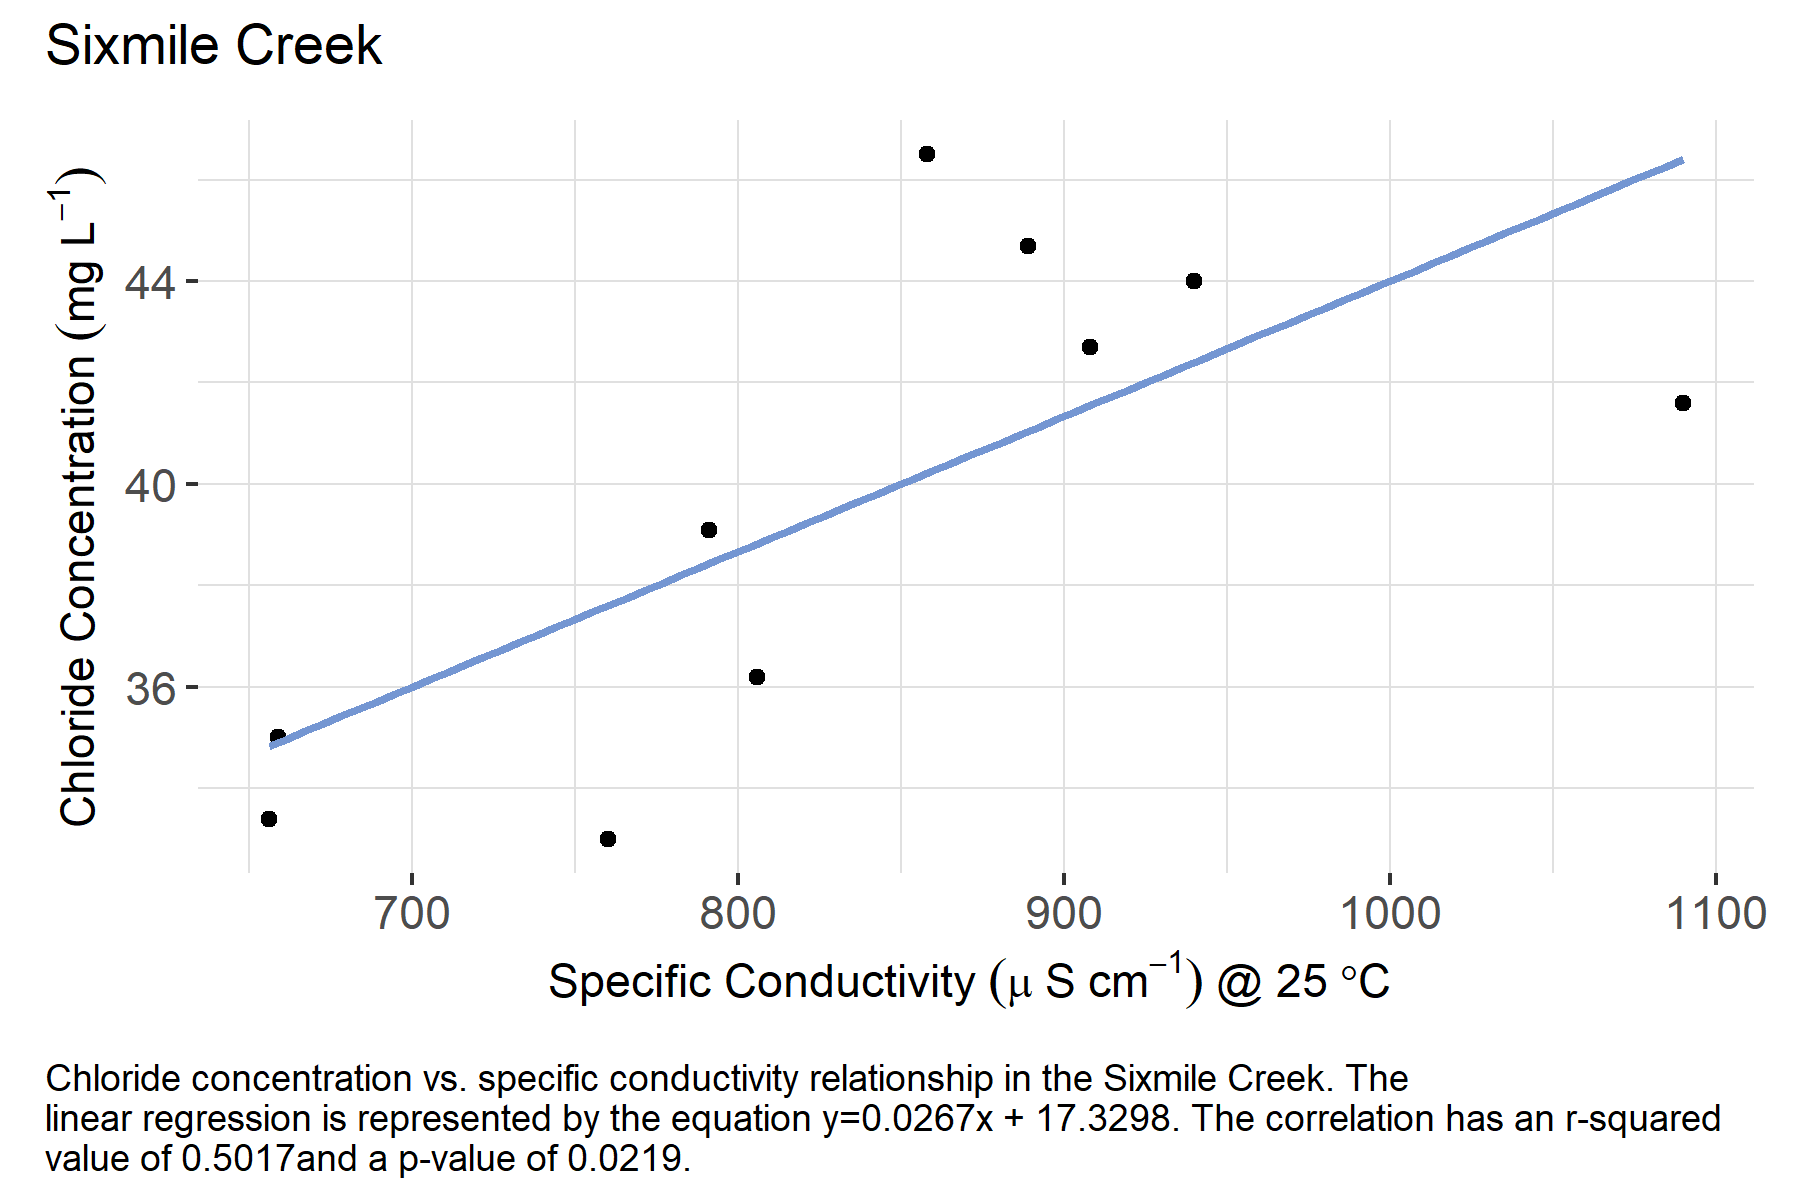 Sixmile Creek
Chloride Concentration (mg L⁻¹)
44
40
36
700 800 900 1000 1100
Specific Conductivity (μ S cm⁻¹) @ 25 °C
Chloride concentration vs. specific conductivity relationship in the Sixmile Creek. The
linear regression is represented by the equation y=0.0267x + 17.3298. The correlation has an r-squared
value of 0.5017and a p-value of 0.0219.